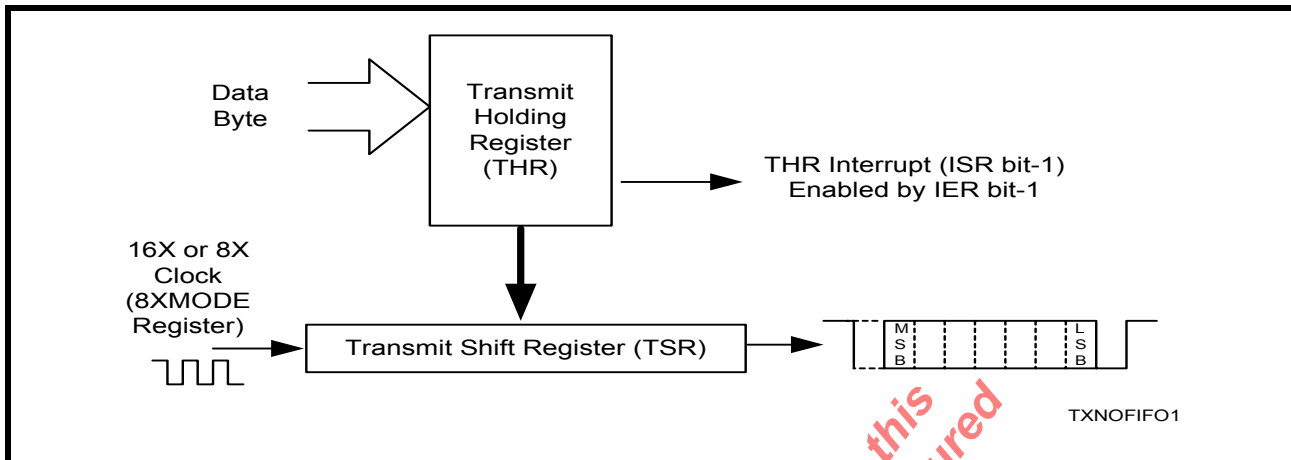 Data
Byte
Transmit
Holding
Register
(THR)
THR Interrupt (ISR bit-1)
Enabled by IER bit-1
16X or 8X
Clock
(8XMODE
Register)
Transmit Shift Register (TSR)
M
S
B
L
S
B
this
ured
TXNOFIFO1